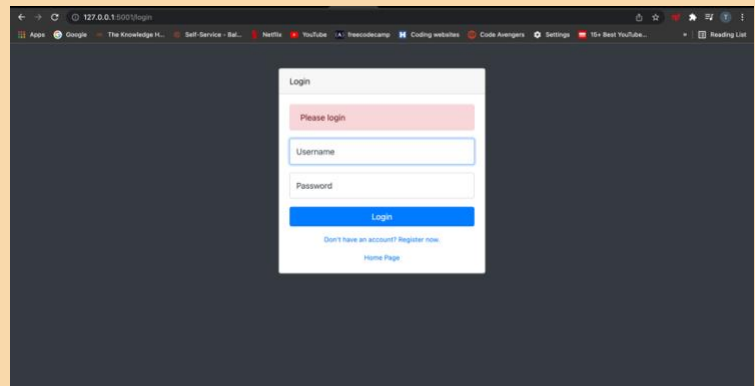 127.0.0.1:5001/login
Apps Google The Knowledge H... Self-Service - Bal... Netflix YouTube freecodecamp Coding websites Code Avengers Settings 15+ Best YouTube... » Reading List
Login
Please login
Username
Password
Login
Don't have an account? Register now.
Home Page